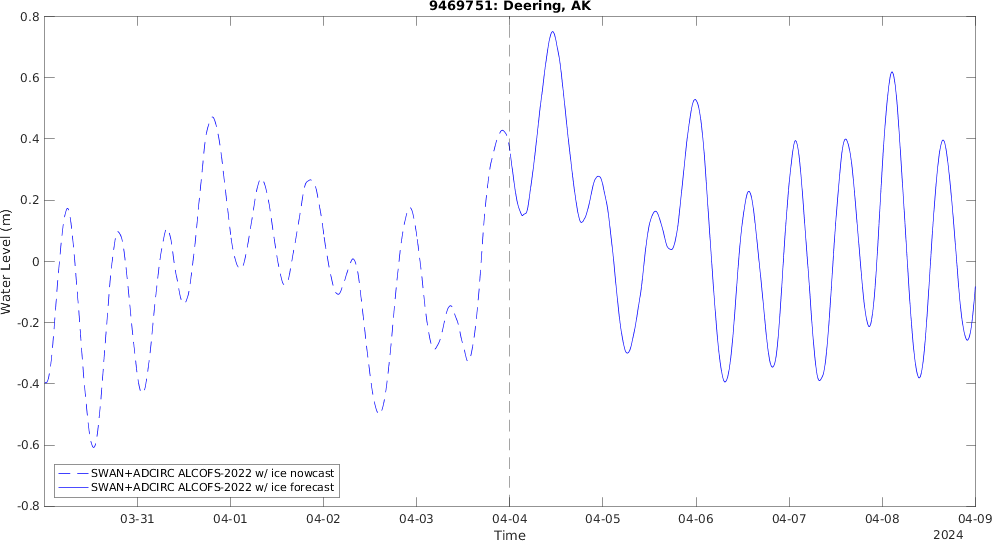 9469751: Deering, AK
0.8
0.6
0.4
0.2
0
-0.2
-0.4
-0.6
-0.8
Water Level (m)
SWAN+ADCIRC ALCOFS-2022 w/ ice nowcast
SWAN+ADCIRC ALCOFS-2022 w/ ice forecast
03-31 04-01 04-02 04-03 04-04 04-05 04-06 04-07 04-08 04-09
Time
2024